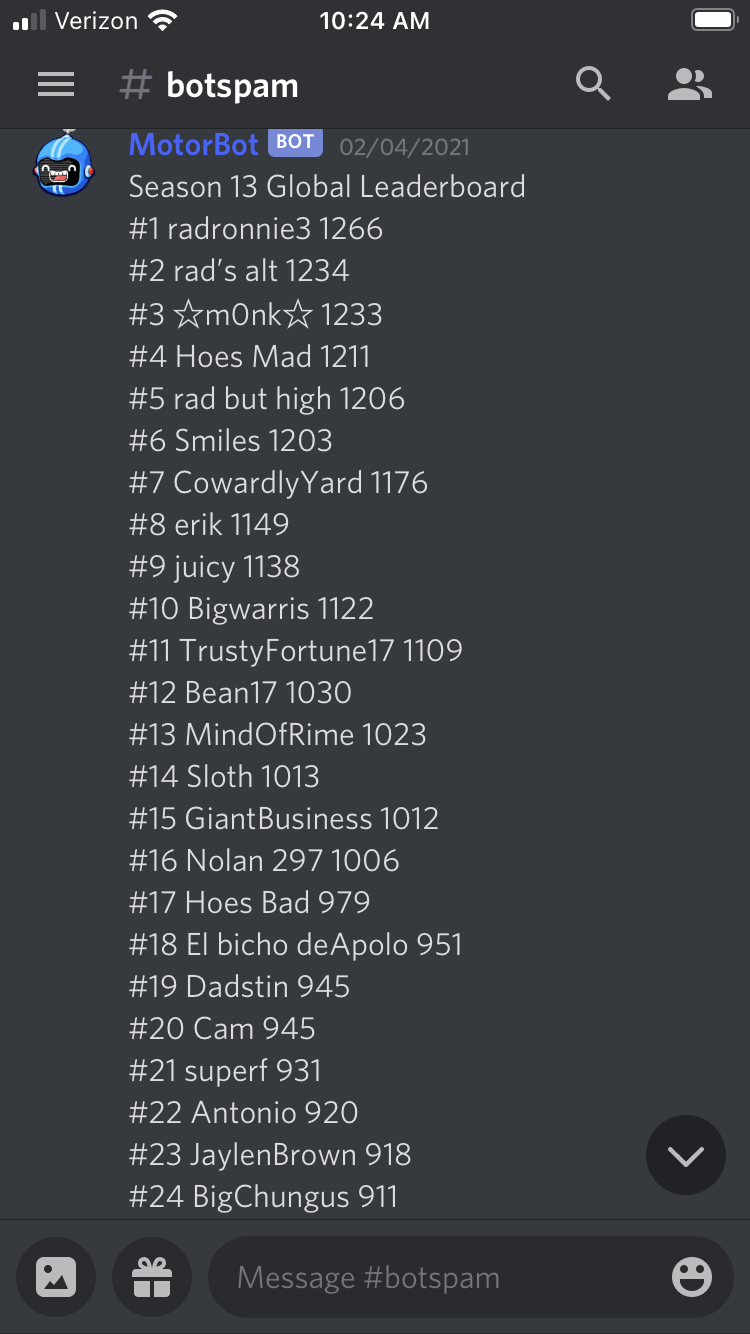 Verizon 10:24 AM
# botspam
MotorBot BOT 02/04/2021
Season 13 Global Leaderboard
#1 radronnie3 1266
#2 rad’s alt 1234
#3 ☆m0nk☆ 1233
#4 Hoes Mad 1211
#5 rad but high 1206
#6 Smiles 1203
#7 CowardlyYard 1176
#8 erik 1149
#9 juicy 1138
#10 Bigwarris 1122
#11 TrustyFortune17 1109
#12 Bean17 1030
#13 MindOfRime 1023
#14 Sloth 1013
#15 GiantBusiness 1012
#16 Nolan 297 1006
#17 Hoes Bad 979
#18 El bicho deApolo 951
#19 Dadstin 945
#20 Cam 945
#21 superf 931
#22 Antonio 920
#23 JaylenBrown 918
#24 BigChungus 911
Message #botspam